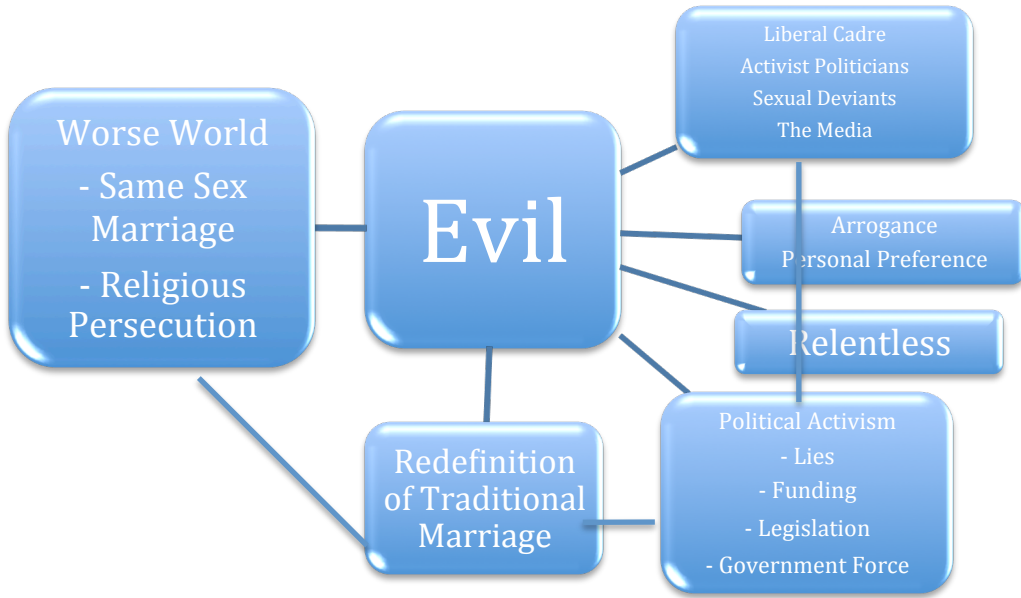 Liberal Cadre
Activist Politicians
Sexual Deviants
The Media
Worse World
- Same Sex
Marriage
- Religious
Persecution
Evil
Arrogance
Personal Preference
Relentless
Redefinition
of Traditional
Marriage
Political Activism
- Lies
- Funding
- Legislation
- Government Force